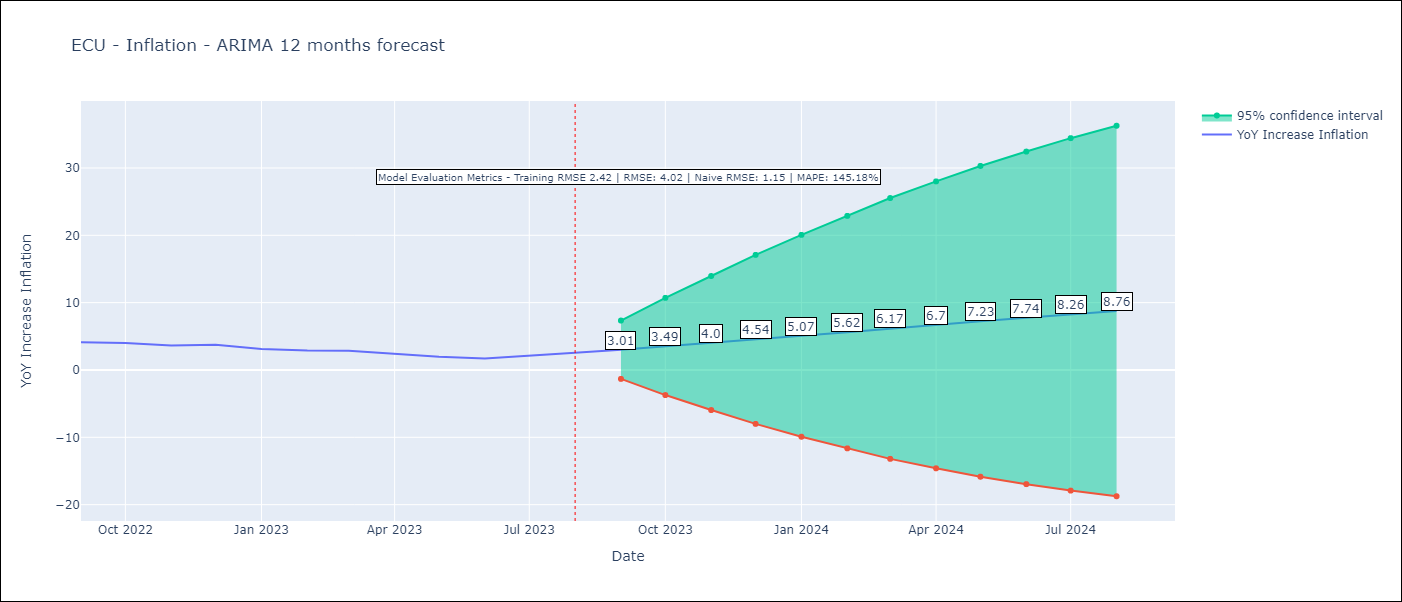 ECU - Inflation - ARIMA 12 months forecast
95% confidence interval
YoY Increase Inflation
Model Evaluation Metrics - Training RMSE 2.42 | RMSE: 4.02 | Naive RMSE: 1.15 | MAPE: 145.18%
YoY Increase Inflation
30
20
10
0
−10
−20
3.01
3.49
4.0
4.54
5.07
5.62
6.17
6.7
7.23
7.74
8.26
8.76
Oct 2022
Jan 2023
Apr 2023
Jul 2023
Oct 2023
Jan 2024
Apr 2024
Jul 2024
Date